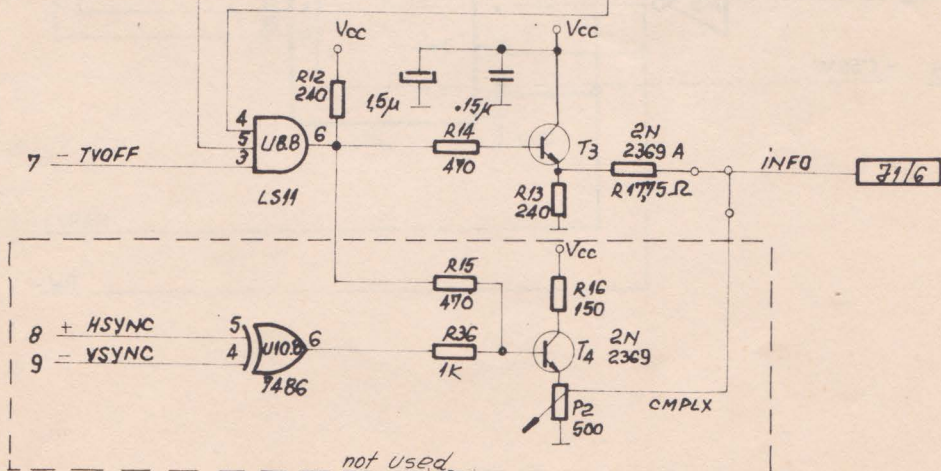 Vcc
Vcc
R12
240
1,5µ
.15µ
4
5
3
U8.8
6
R14
470
T3
2N
2369 A
7 - TVOFF
LS11
R13
240
R17,75 Ω
INFO
J1/6
Vcc
R15
470
R16
150
8 + HSYNC
9 - VSYNC
5
4
U10.8
6
7486
R36
1K
T4
2N
2369
P2
500
CMPLX
not used